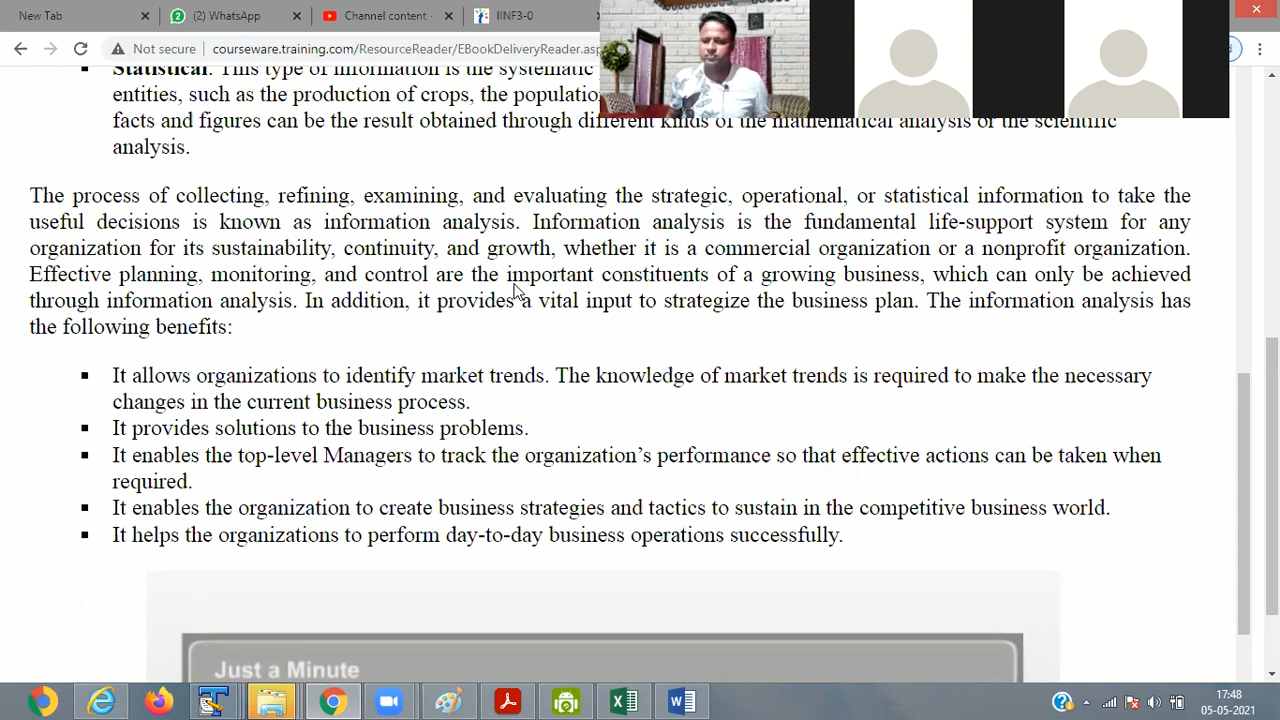 New Tab
(2) WhatsApp
Channel content
IINF3-0
Not secure
courseware.training.com/ResourceReader/EBookDeliveryReader.asp
▪ Statistical. This type of information is the systematic
entities, such as the production of crops, the populatio
facts and figures can be the result obtained through different kinds of the mathematical analysis or the scientific
analysis.
The process of collecting, refining, examining, and evaluating the strategic, operational, or statistical information to take the
useful decisions is known as information analysis. Information analysis is the fundamental life-support system for any
organization for its sustainability, continuity, and growth, whether it is a commercial organization or a nonprofit organization.
Effective planning, monitoring, and control are the important constituents of a growing business, which can only be achieved
through information analysis. In addition, it provides a vital input to strategize the business plan. The information analysis has
the following benefits:
▪ It allows organizations to identify market trends. The knowledge of market trends is required to make the necessary
changes in the current business process.
▪ It provides solutions to the business problems.
▪ It enables the top-level Managers to track the organization's performance so that effective actions can be taken when
required.
▪ It enables the organization to create business strategies and tactics to sustain in the competitive business world.
▪ It helps the organizations to perform day-to-day business operations successfully.
Just a Minute
17:48
05-05-2021